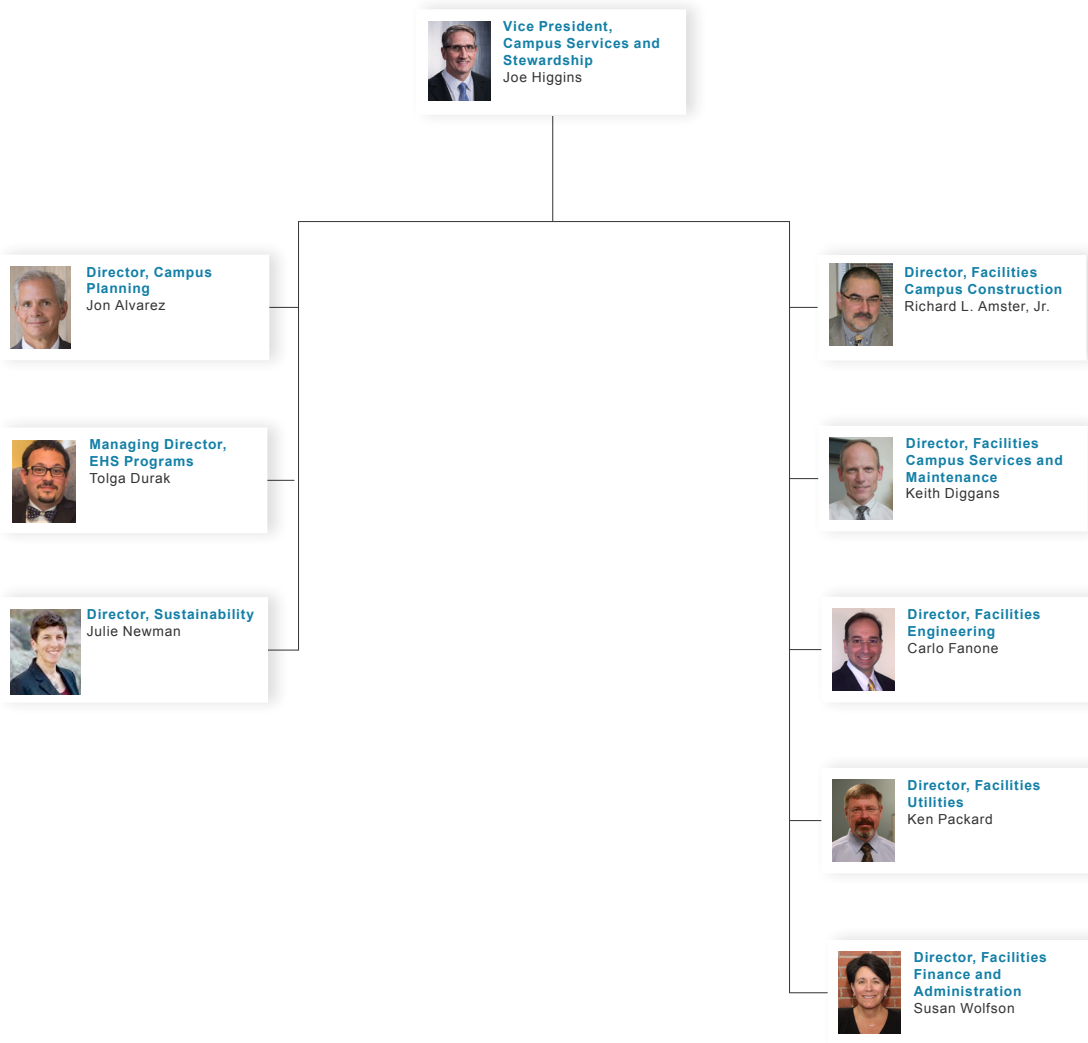 Vice President,
Campus Services and
Stewardship
Joe Higgins
Director, Campus
Planning
Jon Alvarez
Managing Director,
EHS Programs
Tolga Durak
Director, Sustainability
Julie Newman
Director, Facilities
Campus Construction
Richard L. Amster, Jr.
Director, Facilities
Campus Services and
Maintenance
Keith Diggans
Director, Facilities
Engineering
Carlo Fanone
Director, Facilities
Utilities
Ken Packard
Director, Facilities
Finance and
Administration
Susan Wolfson